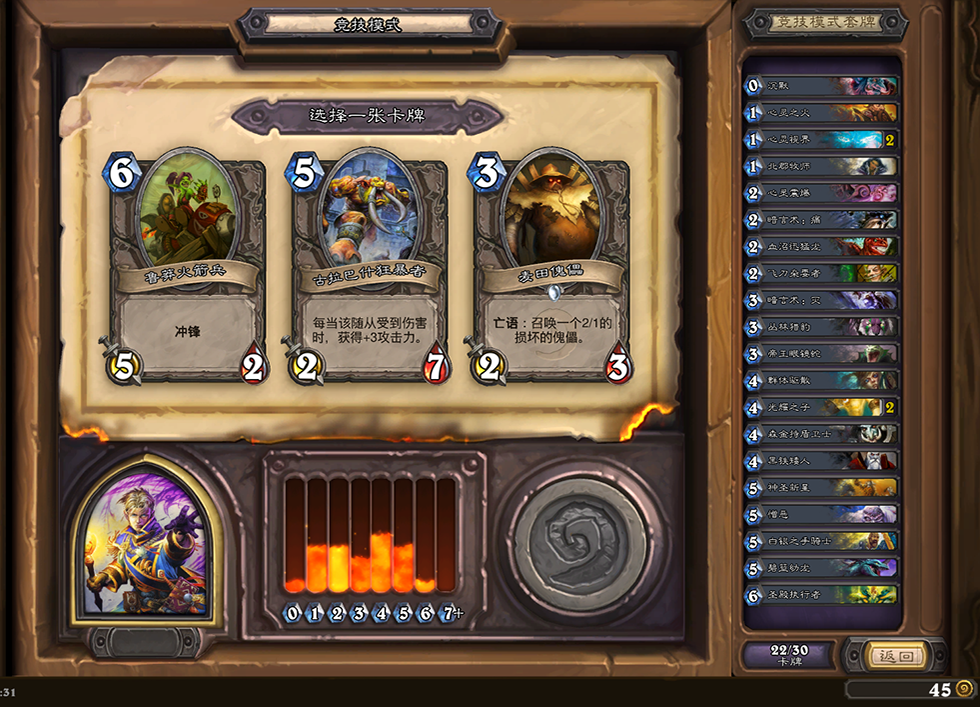 竞技模式
竞技模式套牌
选择一张卡牌
6
鲁莽火箭兵
冲锋
5
2
5
古拉巴什狂暴者
每当该随从受到伤害
时，获得+3攻击力。
2
7
3
麦田傀儡
亡语：召唤一个2/1的
损坏的傀儡。
2
3
0 沉默
1 心灵之火
1 心灵视界 2
1 北郡牧师
2 心灵震爆
2 暗言术：痛
2 血沼迅猛龙
2 飞刀杂耍者
3 暗言术：灭
3 丛林猎豹
3 帝王眼镜蛇
4 群体驱散
4 光耀之子 2
4 森金持盾卫士
4 黑铁矮人
5 神圣新星
5 憎恶
5 白银之手骑士
5 碧蓝幼龙
6 圣殿执行者
0 1 2 3 4 5 6 7+
22/30
卡牌
返回
:31
45